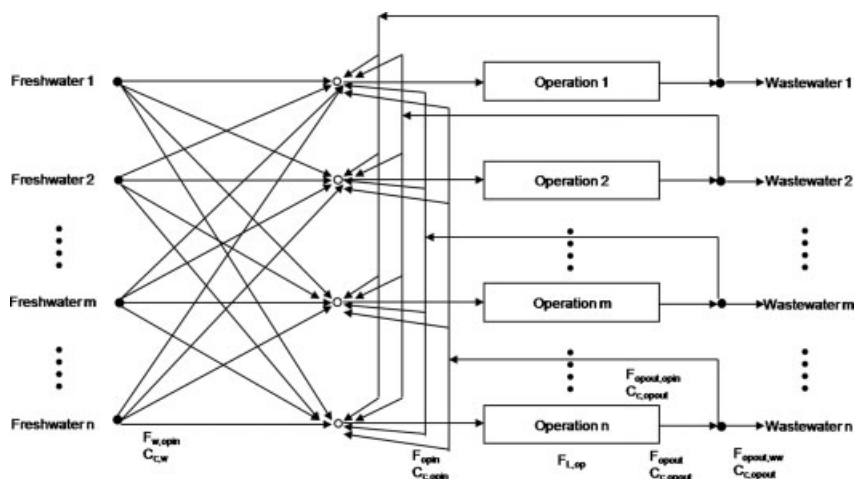 Freshwater 1
Operation 1
Wastewater 1
Freshwater 2
Operation 2
Wastewater 2
Freshwater m
Operation m
Wastewater m
F_opout,opin
C_c,opout
Freshwater n
Operation n
Wastewater n
F_w,opin
C_c,w
F_opin
C_c,opin
F_L,op
F_opout
C_c,opout
F_opout,ww
C_c,opout